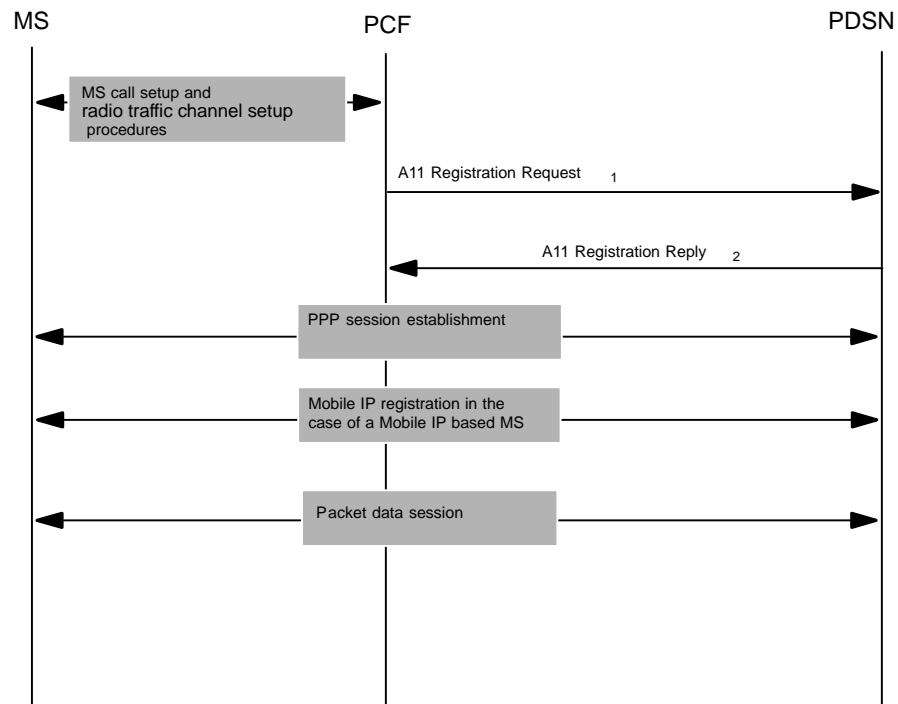 MS
PCF
PDSN
MS call setup and
radio traffic channel setup
procedures
A11 Registration Request 1
A11 Registration Reply 2
PPP session establishment
Mobile IP registration in the
case of a Mobile IP based MS
Packet data session